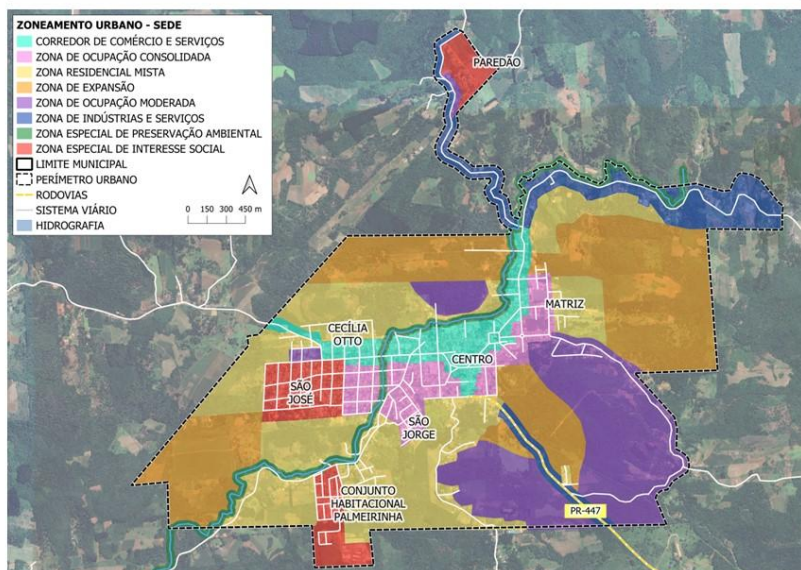 ZONEAMENTO URBANO - SEDE
CORREDOR DE COMÉRCIO E SERVIÇOS
ZONA DE OCUPAÇÃO CONSOLIDADA
ZONA RESIDENCIAL MISTA
ZONA DE EXPANSÃO
ZONA DE OCUPAÇÃO MODERADA
ZONA DE INDÚSTRIAS E SERVIÇOS
ZONA ESPECIAL DE PRESERVAÇÃO AMBIENTAL
ZONA ESPECIAL DE INTERESSE SOCIAL
LIMITE MUNICIPAL
PERÍMETRO URBANO
RODOVIAS
SISTEMA VIÁRIO
HIDROGRAFIA
0 150 300 450 m
PAREDÃO
MATRIZ
CECÍLIA
OTTO
CENTRO
SÃO
JOSÉ
SÃO
JORGE
CONJUNTO
HABITACIONAL
PALMEIRINHA
PR-447